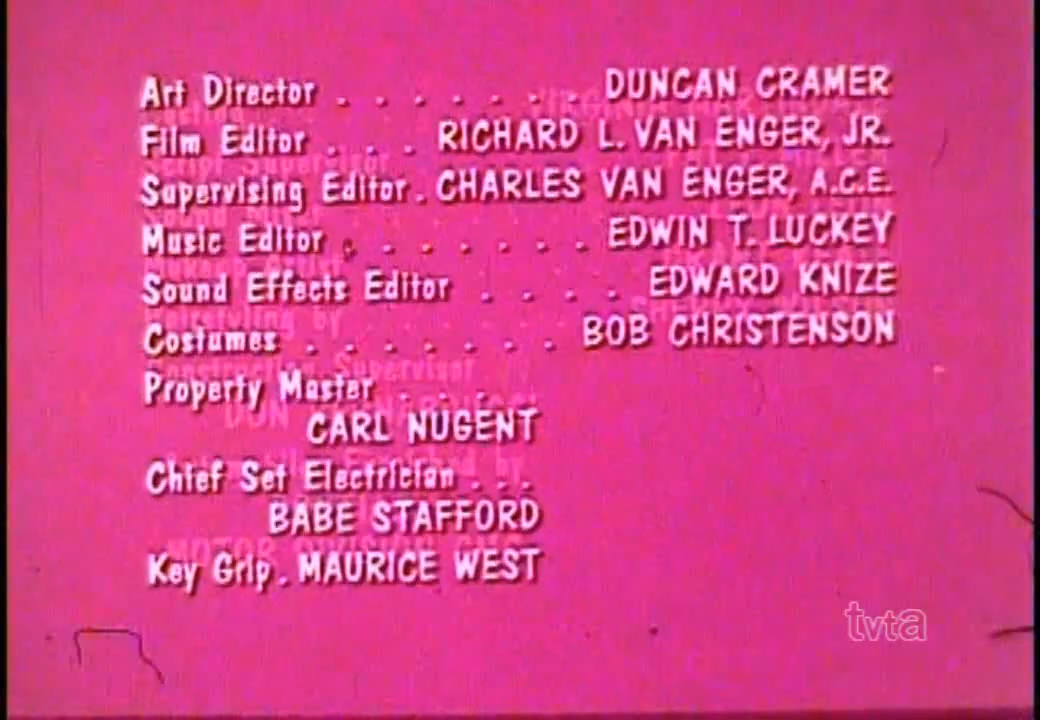 Art Director . . . . . . . DUNCAN CRAMER
Film Editor . . . RICHARD L. VAN ENGER, JR.
Supervising Editor . CHARLES VAN ENGER, A.C.E.
Music Editor . . . . . . . EDWIN T. LUCKEY
Sound Effects Editor . . . . EDWARD KNIZE
Costumes . . . . . . . BOB CHRISTENSON
Property Master . . . .
CARL NUGENT
Chief Set Electrician . . .
BABE STAFFORD
Key Grip . MAURICE WEST
tvta